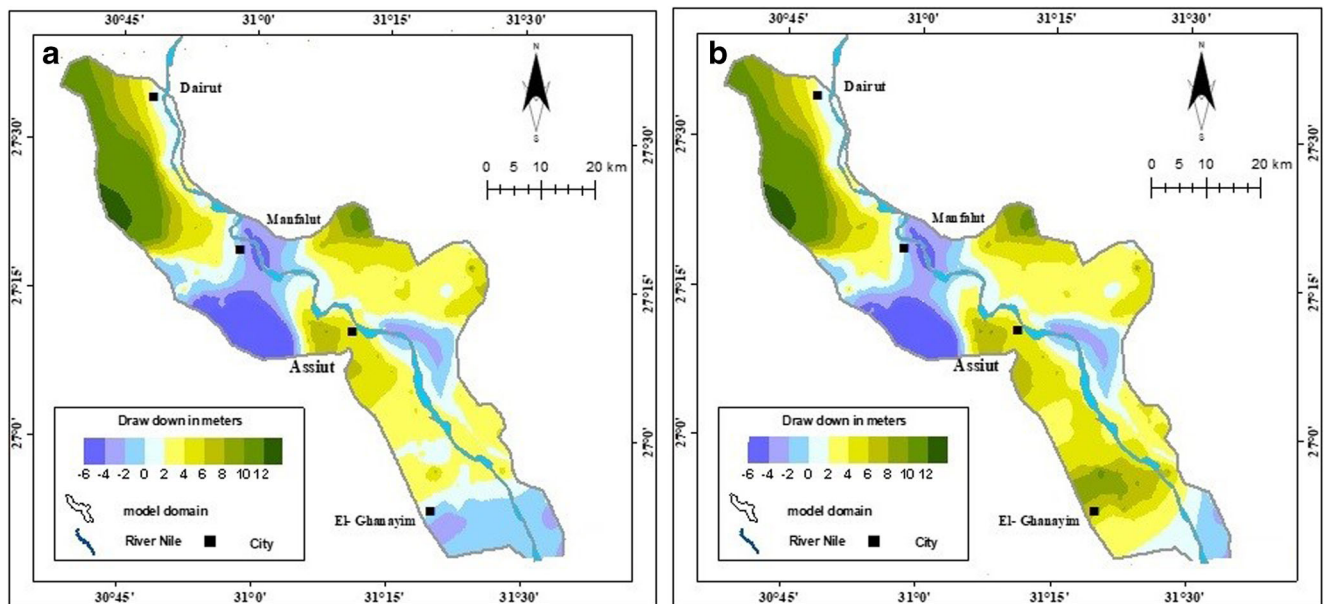 30°45' 31°0' 31°15' 31°30'
a
N
S
Dairut
27°30'
27°30'
0 5 10 20 km
Manfalut
27°15'
27°15'
Assiut
Draw down in meters
-6 -4 -2 0 2 4 6 8 10 12
27°0'
27°0'
model domain
River Nile
City
El- Ghanayim
30°45' 31°0' 31°15' 31°30'
30°45' 31°0' 31°15' 31°30'
b
N
S
Dairut
27°30'
27°30'
0 5 10 20 km
Manfalut
27°15'
27°15'
Assiut
Draw down in meters
-6 -4 -2 0 2 4 6 8 10 12
27°0'
27°0'
model domain
River Nile
City
El- Ghanayim
30°45' 31°0' 31°15' 31°30'